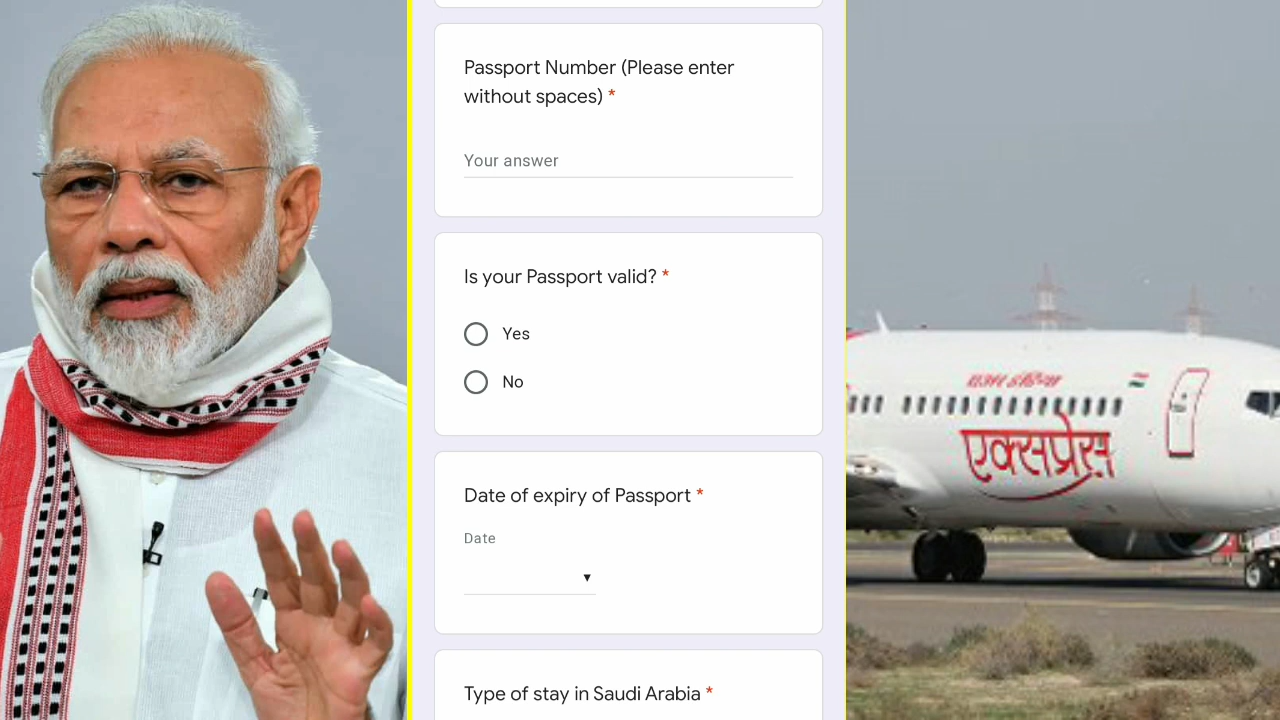 Passport Number (Please enter
without spaces) *
Your answer
Is your Passport valid? *
Yes
No
Date of expiry of Passport *
Date
Type of stay in Saudi Arabia *
एअर इंडिया
एक्सप्रेस